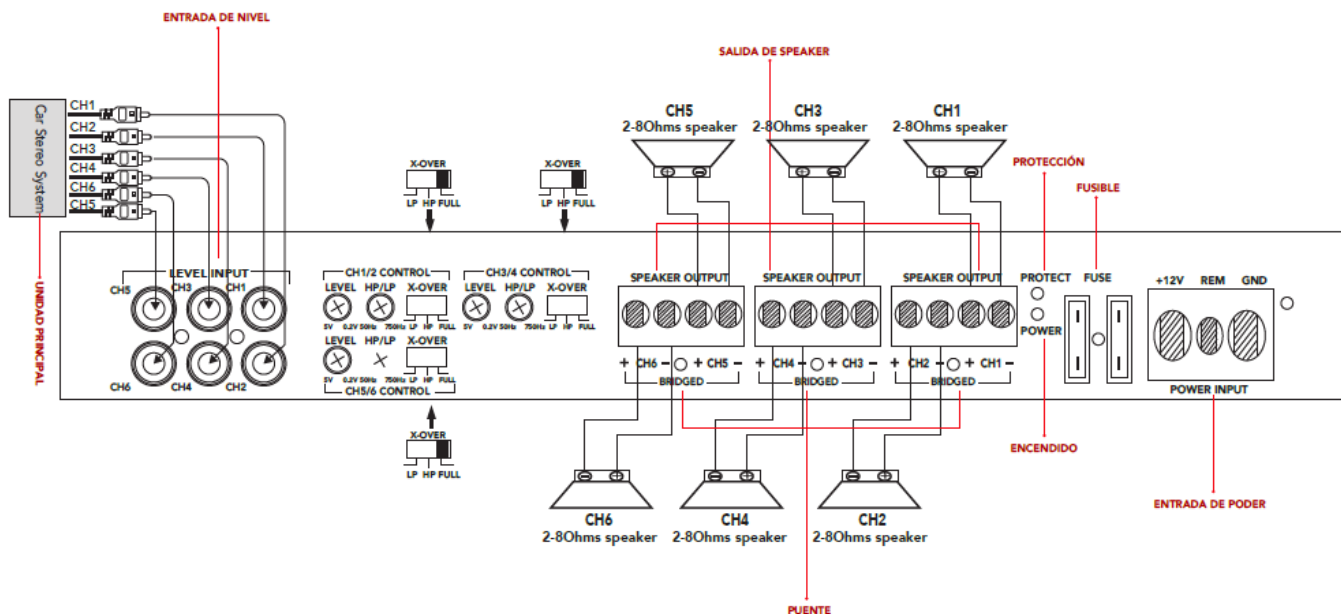 ENTRADA DE NIVEL
SALIDA DE SPEAKER
Car Stereo System
CH1
CH2
CH3
CH4
CH6
CH5
UNIDAD PRINCIPAL
X-OVER
LP HP FULL
X-OVER
LP HP FULL
CH5
2-8Ohms speaker
CH3
2-8Ohms speaker
CH1
2-8Ohms speaker
PROTECCIÓN
FUSIBLE
LEVEL INPUT
CH5
CH3
CH1
CH6
CH4
CH2
CH1/2 CONTROL
LEVEL HP/LP X-OVER
5V 0.2V 50Hz 750Hz LP HP FULL
CH3/4 CONTROL
LEVEL HP/LP X-OVER
5V 0.2V 50Hz 750Hz LP HP FULL
LEVEL HP/LP X-OVER
5V 0.2V 50Hz 750Hz LP HP FULL
CH5/6 CONTROL
X-OVER
LP HP FULL
SPEAKER OUTPUT
+ CH6 − + CH5 −
BRIDGED
SPEAKER OUTPUT
+ CH4 − + CH3 −
BRIDGED
SPEAKER OUTPUT
+ CH2 − + CH1 −
BRIDGED
PROTECT
POWER
FUSE
+12V REM GND
POWER INPUT
ENCENDIDO
ENTRADA DE PODER
CH6
2-8Ohms speaker
CH4
2-8Ohms speaker
CH2
2-8Ohms speaker
PUENTE